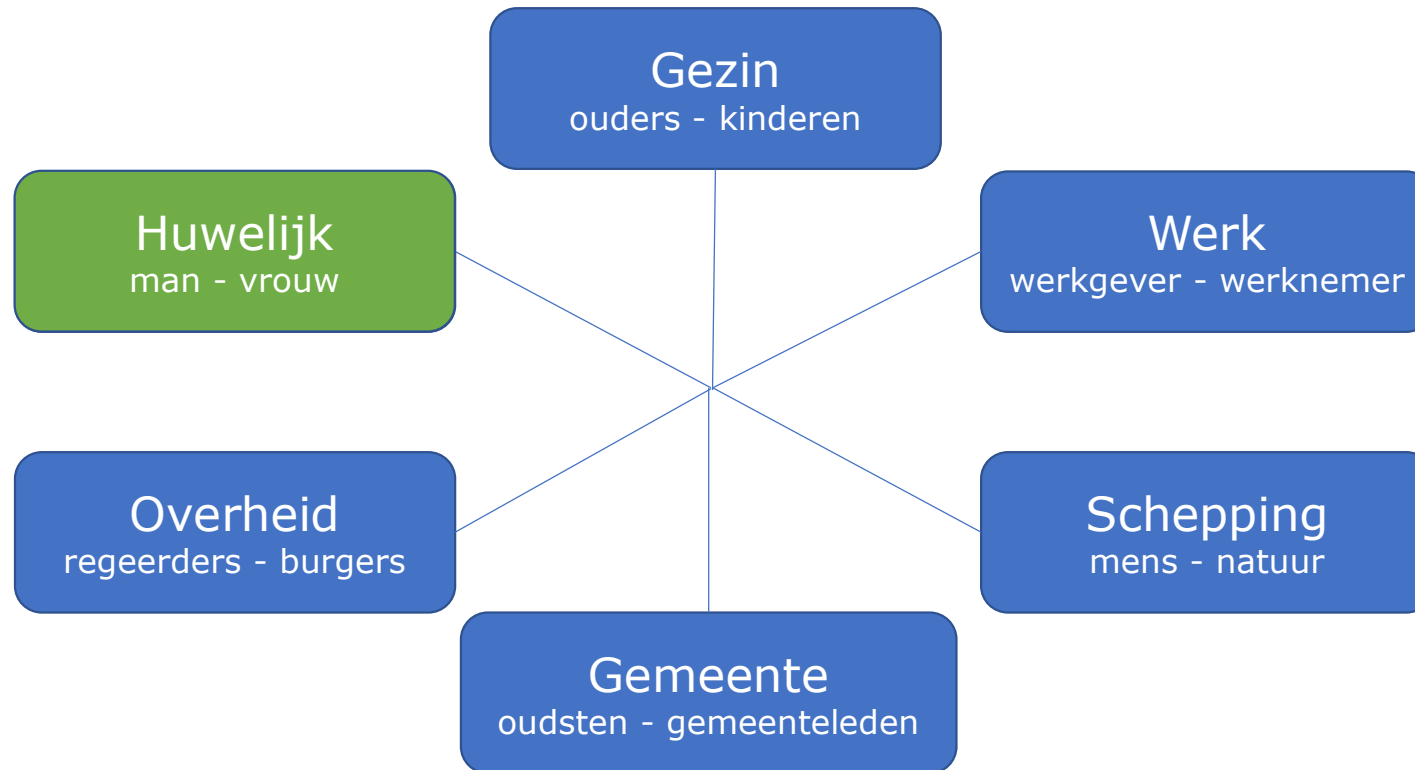 Gezin
ouders - kinderen
Huwelijk
man - vrouw
Werk
werkgever - werknemer
Overheid
regeerders - burgers
Schepping
mens - natuur
Gemeente
oudsten - gemeenteleden